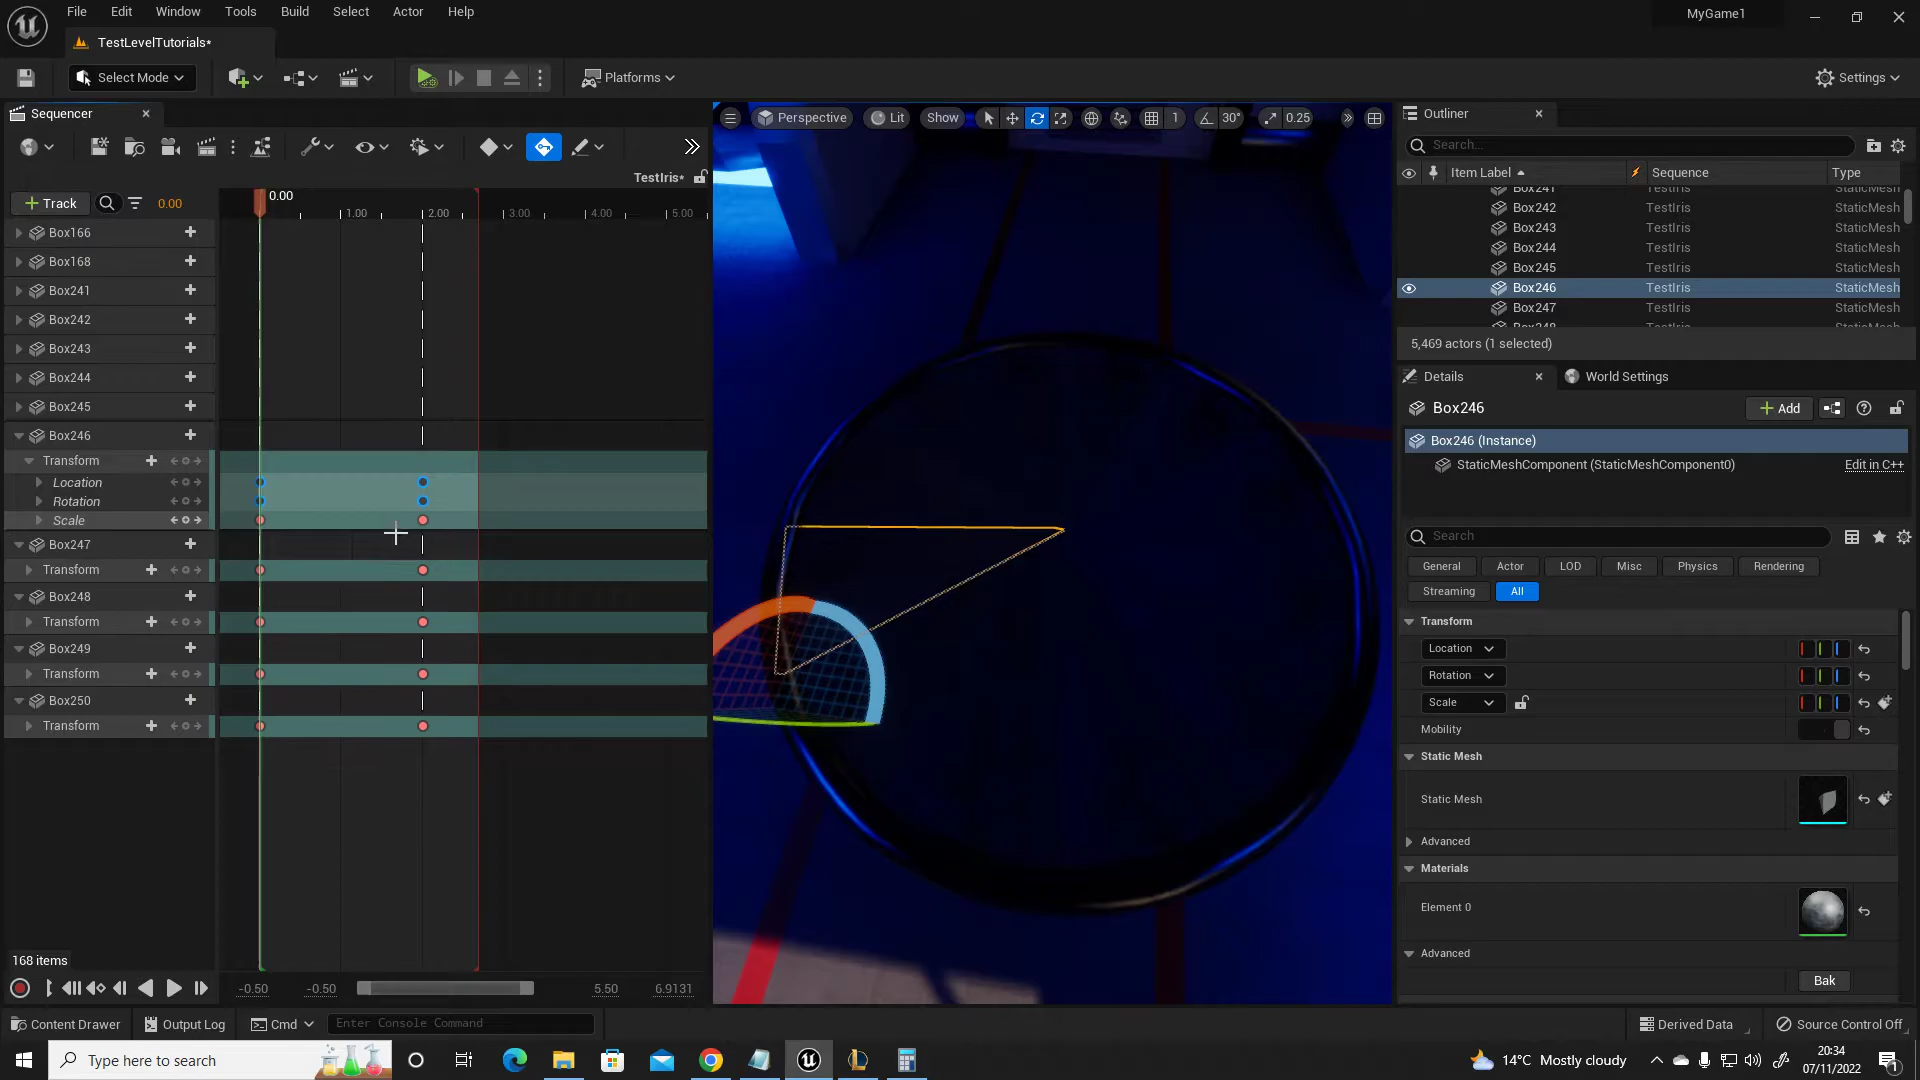 File Edit Window Tools Build Select Actor Help
MyGame1
TestLevelTutorials*
Select Mode
Platforms
Settings
Sequencer
TestIris*
Track
0.00
0.00
1.00 2.00 3.00 4.00 5.00
Box166
Box168
Box241
Box242
Box243
Box244
Box245
Box246
Transform
Location
Rotation
Scale
Box247
Transform
Box248
Transform
Box249
Transform
Box250
Transform
168 items
-0.50 -0.50 5.50 6.9131
Perspective Lit Show 1 30° 0.25
Outliner
Search...
Item Label Sequence Type
Box241 TestIris StaticMesh
Box242 TestIris StaticMesh
Box243 TestIris StaticMesh
Box244 TestIris StaticMesh
Box245 TestIris StaticMesh
Box246 TestIris StaticMesh
Box247 TestIris StaticMesh
Box248 TestIris StaticMesh
5,469 actors (1 selected)
Details World Settings
Box246
Add
Box246 (Instance)
StaticMeshComponent (StaticMeshComponent0) Edit in C++
Search
General Actor LOD Misc Physics Rendering
Streaming All
Transform
Location
Rotation
Scale
Mobility
Static Mesh
Static Mesh
Advanced
Materials
Element 0
Advanced
Bak
Content Drawer Output Log Cmd Enter Console Command
Derived Data Source Control Off
Type here to search
14°C Mostly cloudy
20:34
07/11/2022
1